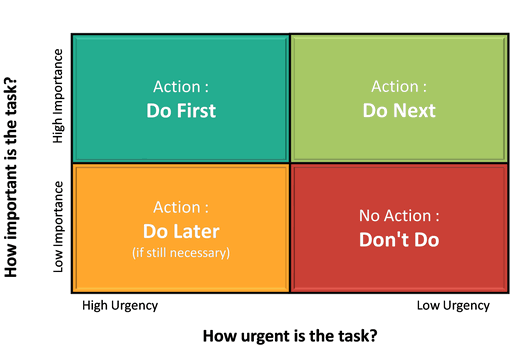 How important is the task?
High Importance
Action :
Do First
Action :
Do Next
Low Importance
Action :
Do Later
(if still necessary)
No Action :
Don't Do
High Urgency
Low Urgency
How urgent is the task?